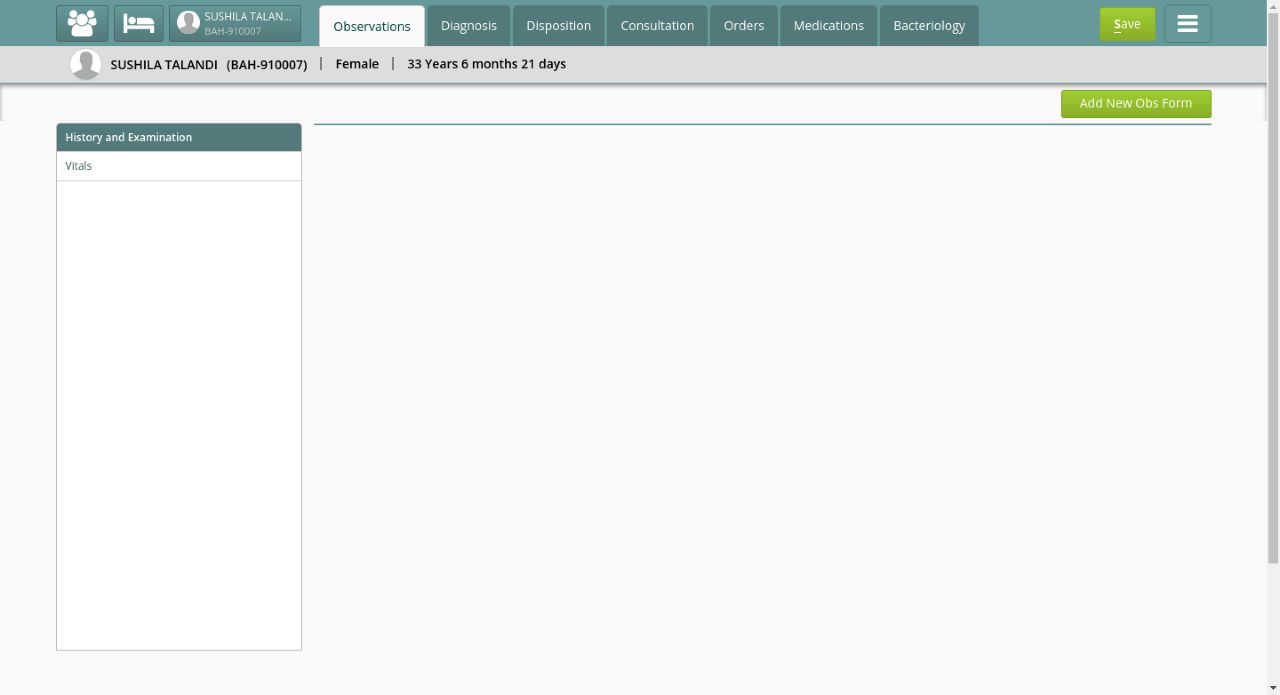 SUSHILA TALAN...
BAH-910007
Observations
Diagnosis
Disposition
Consultation
Orders
Medications
Bacteriology
Save
SUSHILA TALANDI (BAH-910007) | Female | 33 Years 6 months 21 days
Add New Obs Form
History and Examination
Vitals